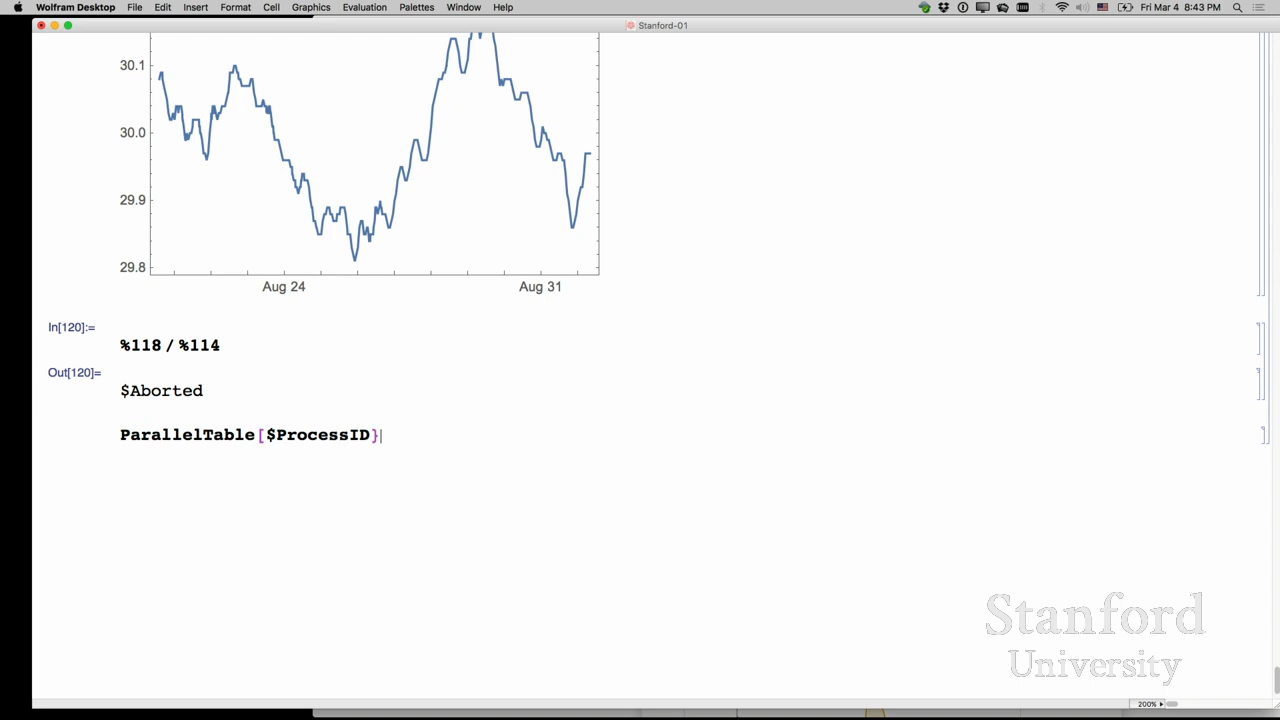 Wolfram Desktop File Edit Insert Format Cell Graphics Evaluation Palettes Window Help Fri Mar 4 8:43 PM
Stanford-01
30.1
30.0
29.9
29.8
Aug 24 Aug 31
In[120]:=
%118 / %114
Out[120]=
$Aborted
ParallelTable[$ProcessID}
Stanford
University
200%